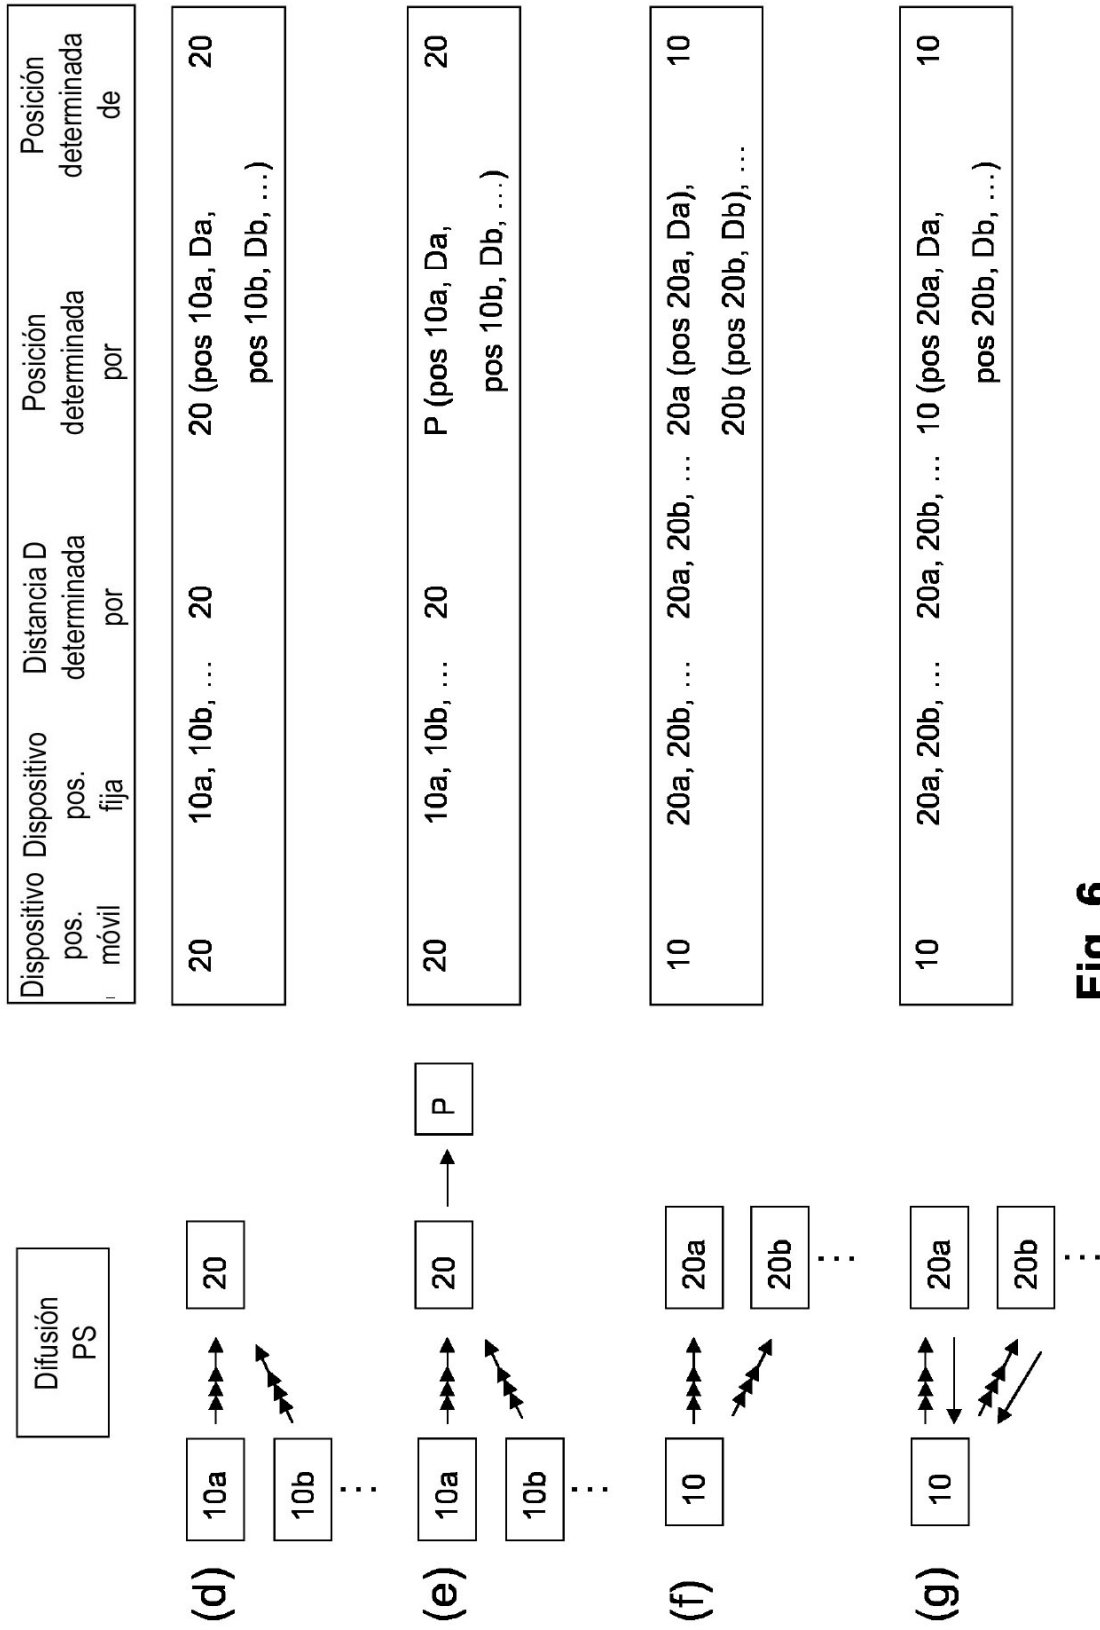 Difusión
PS
Dispositivo pos. móvil
Dispositivo pos. fija
Distancia D determinada por
Posición determinada por
Posición determinada de
(d)
10a
20
10b
...
20
10a, 10b, ...
20
20 (pos 10a, Da,
pos 10b, Db, ...)
20
(e)
10a
20
P
10b
...
20
10a, 10b, ...
20
P (pos 10a, Da,
pos 10b, Db, ...)
20
(f)
10
20a
20b
...
10
20a, 20b, ...
20a, 20b, ...
20a (pos 20a, Da),
20b (pos 20b, Db), ...
10
(g)
10
20a
20b
...
10
20a, 20b, ...
20a, 20b, ...
10 (pos 20a, Da,
pos 20b, Db, ...)
10
Fig. 6